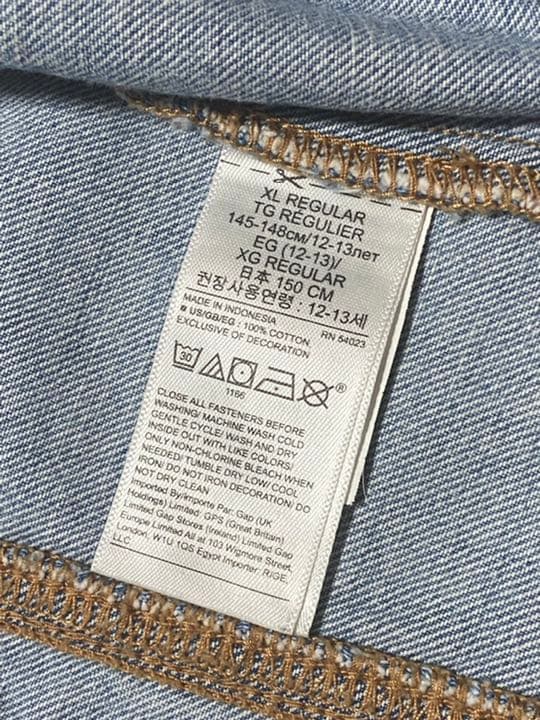 XL REGULAR
TG RÉGULIER
145-148см/12-13лет
EG (12-13)/
XG REGULAR
日本 150 CM
권장사용연령 : 12-13세
MADE IN INDONESIA
RN 54023
US/GB/EG : 100% COTTON
EXCLUSIVE OF DECORATION
30
®
1166
CLOSE ALL FASTENERS BEFORE
WASHING/ MACHINE WASH COLD
GENTLE CYCLE/ WASH AND DRY
INSIDE OUT WITH LIKE COLORS/
ONLY NON-CHLORINE BLEACH WHEN
NEEDED/ TUMBLE DRY LOW/ COOL
IRON/ DO NOT IRON DECORATION/ DO
NOT DRY CLEAN
Imported By/Importe Par: Gap (UK
Holdings) Limited. GPS (Great Britain)
Limited Gap Stores (Ireland) Limited Gap
Europe Limited All at 103 Wigmore Street,
London, W1U 1QS Egypt Importer: RIGE,
LLC